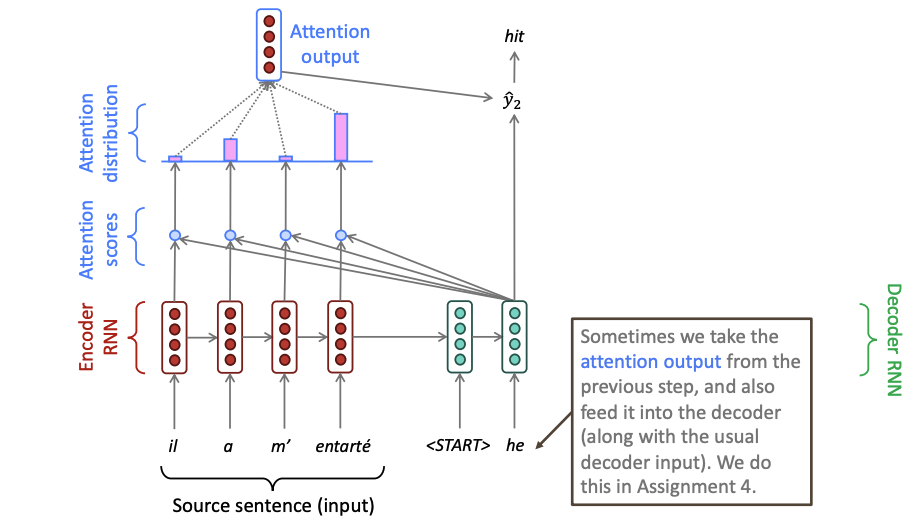 Attention
output
hit
ŷ₂
Attention
distribution
Attention
scores
Encoder
RNN
Decoder RNN
Sometimes we take the
attention output from the
previous step, and also
feed it into the decoder
(along with the usual
decoder input). We do
this in Assignment 4.
il a m’ entarté <START> he
Source sentence (input)